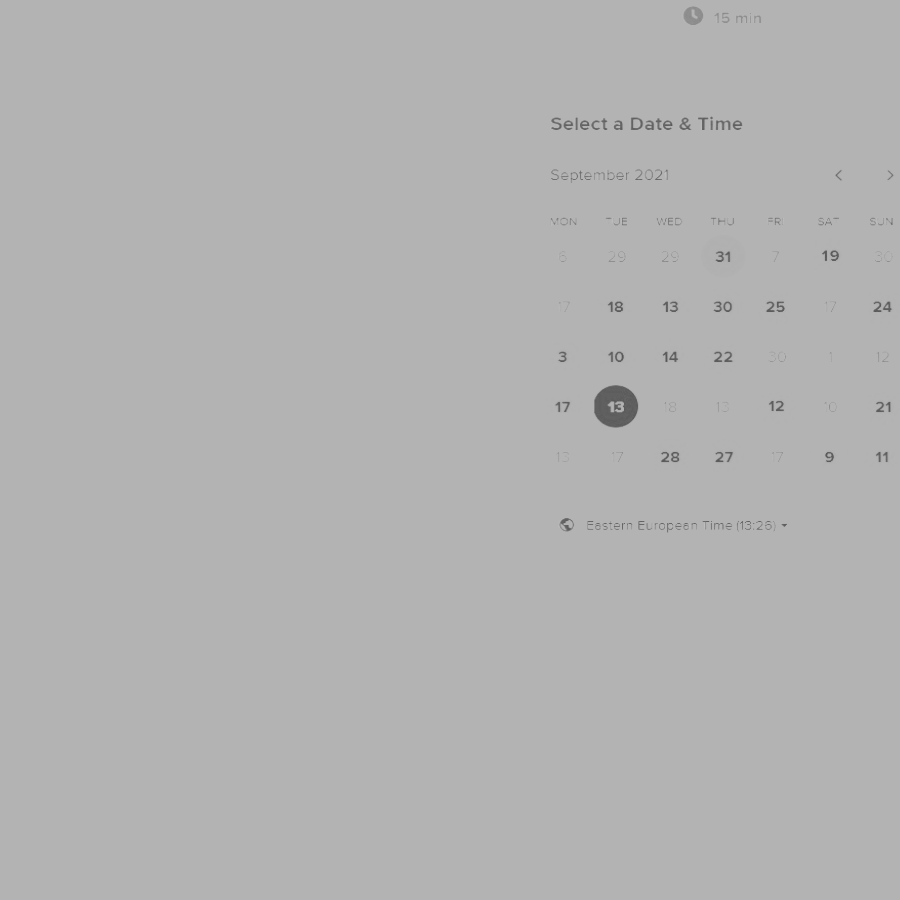 15 min
Select a Date & Time
September 2021
MON TUE WED THU FRI SAT SUN
6 29 29 31 7 19 30
17 18 13 30 25 17 24
3 10 14 22 30 1 12
17 13 18 13 12 10 21
13 17 28 27 17 9 11
Eastern European Time (13:26)